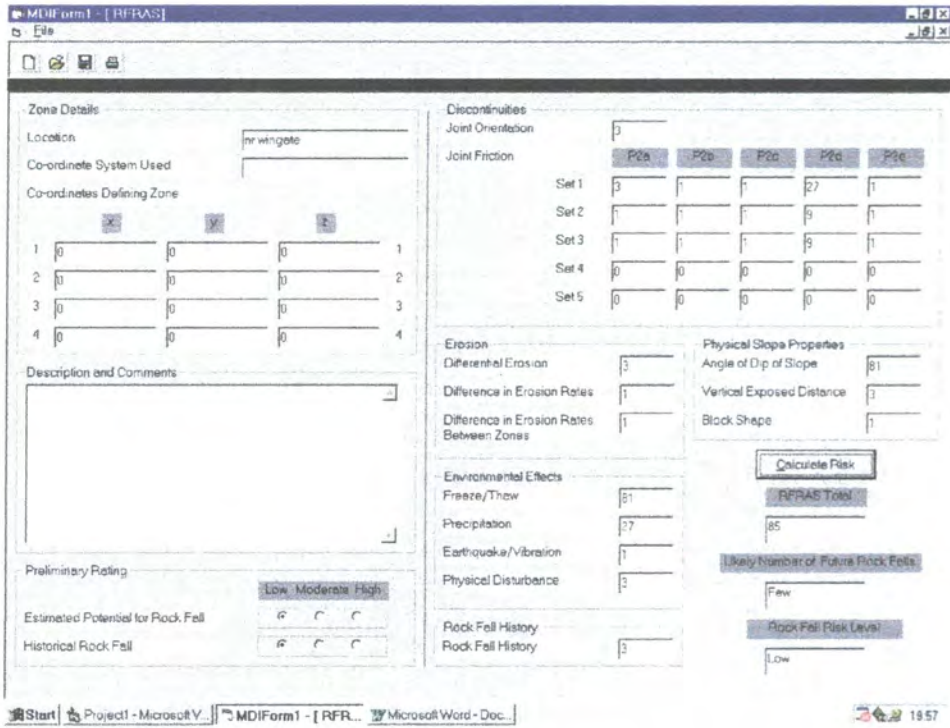 MDIForm1 - [ RFRAS]
File
Zone Details
Location nr wingate
Co-ordinate System Used
Co-ordinates Defining Zone
x y z
1 0 0 0 1
2 0 0 0 2
3 0 0 0 3
4 0 0 0 4
Description and Comments
Preliminary Rating
Low Moderate High
Estimated Potential for Rock Fall
Historical Rock Fall
Discontinuities
Joint Orientation 3
Joint Friction P2a P2b P2c P2d P2e
Set 1 3 1 1 27 1
Set 2 1 1 1 9 1
Set 3 1 1 1 9 1
Set 4 0 0 0 0 0
Set 5 0 0 0 0 0
Erosion
Differential Erosion 3
Difference in Erosion Rates 1
Difference in Erosion Rates 1
Between Zones
Physical Slope Properties
Angle of Dip of Slope 81
Vertical Exposed Distance 3
Block Shape 1
Environmental Effects
Freeze/Thaw 81
Precipitation 27
Earthquake/Vibration 1
Physical Disturbance 3
Rock Fall History
Rock Fall History 3
Calculate Risk
RFRAS Total
85
Likely Number of Future Rock Falls
Few
Rock Fall Risk Level
Low
Start Project1 - Microsoft V... MDIForm1 - [ RFR... Microsoft Word - Doc... 19:57